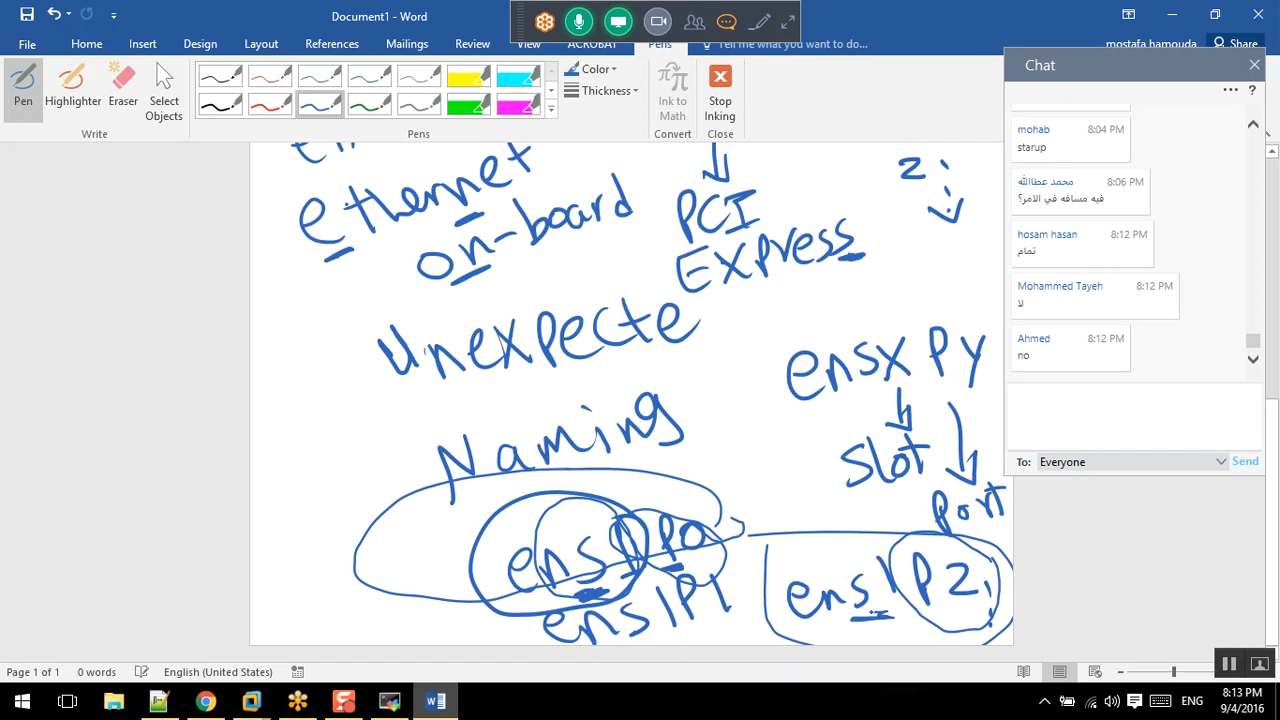 Document1 - Word
File
Home
Insert
Design
Layout
References
Mailings
Review
ACROBAT
Pens
Tell me what you want to do...
mostafa hamouda
Share
Pen
Highlighter
Eraser
Select
Objects
Color
Thickness
Ink to
Math
Stop
Inking
Write
Pens
Convert
Close
ethernet
on-board
PCI
EXPress
2
Unexpecte
Naming
ensx Py
Slot
Port
ens1P1
ens1P2
Chat
mohab 8:04 PM
starup
محمد عطاالله 8:06 PM
فيه مسافه في الامر؟
hosam hasan 8:12 PM
تمام
Mohammed Tayeh 8:12 PM
لا
Ahmed 8:12 PM
no
To: Everyone
Send
Page 1 of 1
0 words
English (United States)
ENG
8:13 PM
9/4/2016